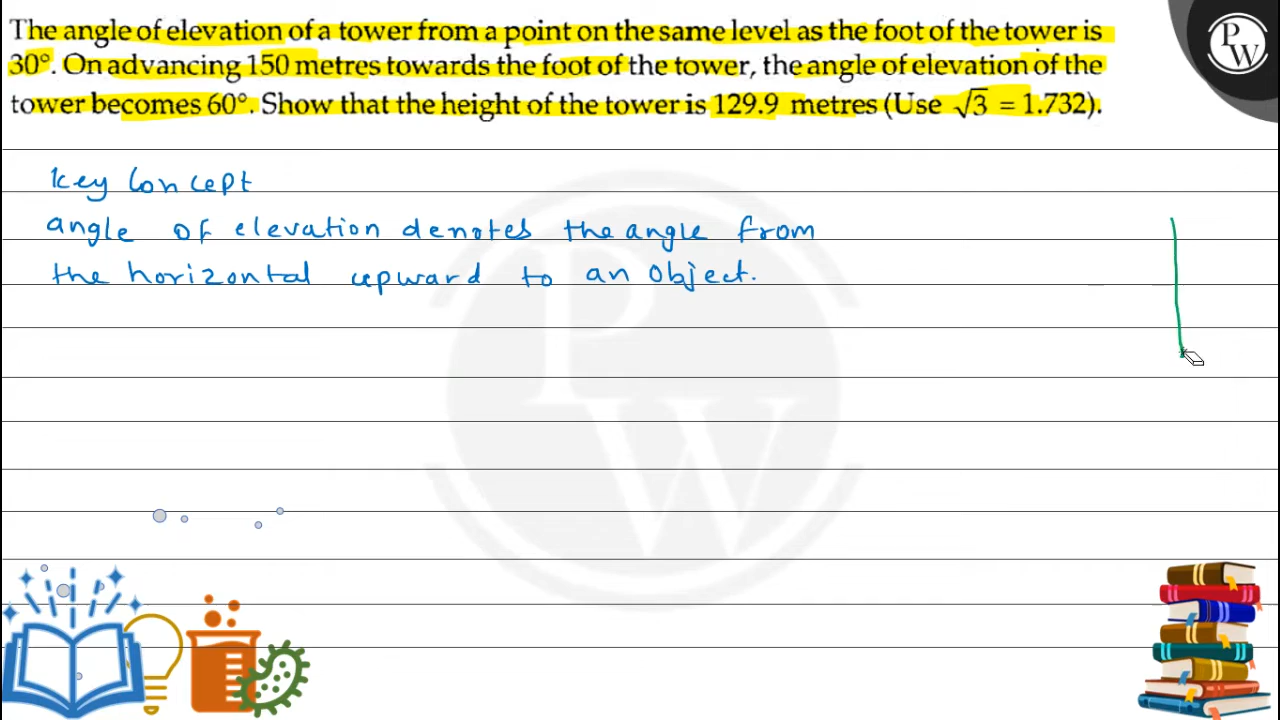 The angle of elevation of a tower from a point on the same level as the foot of the tower is
30°. On advancing 150 metres towards the foot of the tower, the angle of elevation of the
tower becomes 60°. Show that the height of the tower is 129.9 metres (Use √3 = 1.732).
PW
key Concept
angle of elevation denotes the angle from
the horizontal upward to an object.
PW